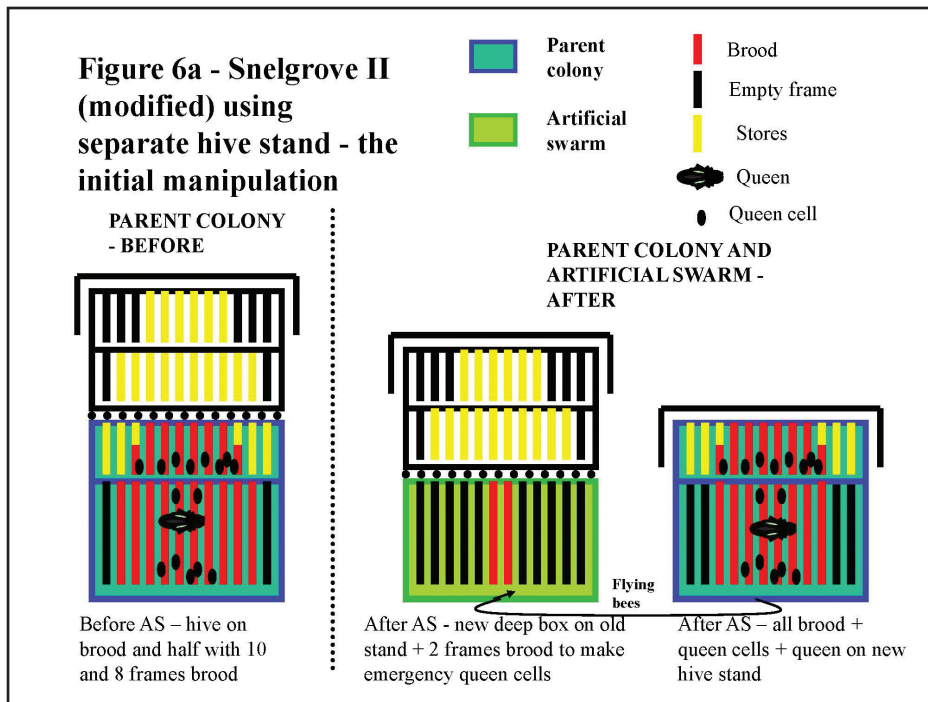 Figure 6a - Snelgrove II
(modified) using
separate hive stand - the
initial manipulation
Parent
colony
Artificial
swarm
Brood
Empty frame
Stores
Queen
Queen cell
PARENT COLONY
- BEFORE
PARENT COLONY AND
ARTIFICIAL SWARM -
AFTER
Flying
bees
Before AS – hive on
brood and half with 10
and 8 frames brood
After AS - new deep box on old
stand + 2 frames brood to make
emergency queen cells
After AS – all brood +
queen cells + queen on new
hive stand